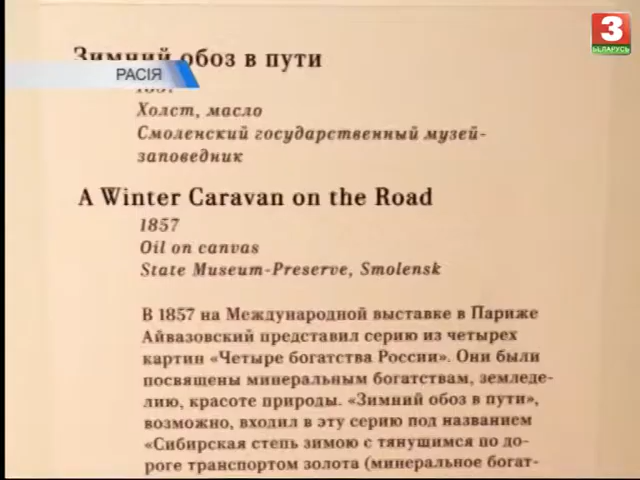 3
БЕЛАРУСЬ
Зимний обоз в пути
РАСІЯ
1857
Холст, масло
Смоленский государственный музей-
заповедник
A Winter Caravan on the Road
1857
Oil on canvas
State Museum-Preserve, Smolensk
В 1857 на Международной выставке в Париже
Айвазовский представил серию из четырех
картин «Четыре богатства России». Они были
посвящены минеральным богатствам, земледе-
лию, красоте природы. «Зимний обоз в пути»,
возможно, входил в эту серию под названием
«Сибирская степь зимою с тянущимся по до-
роге транспортом золота (минеральное богат-